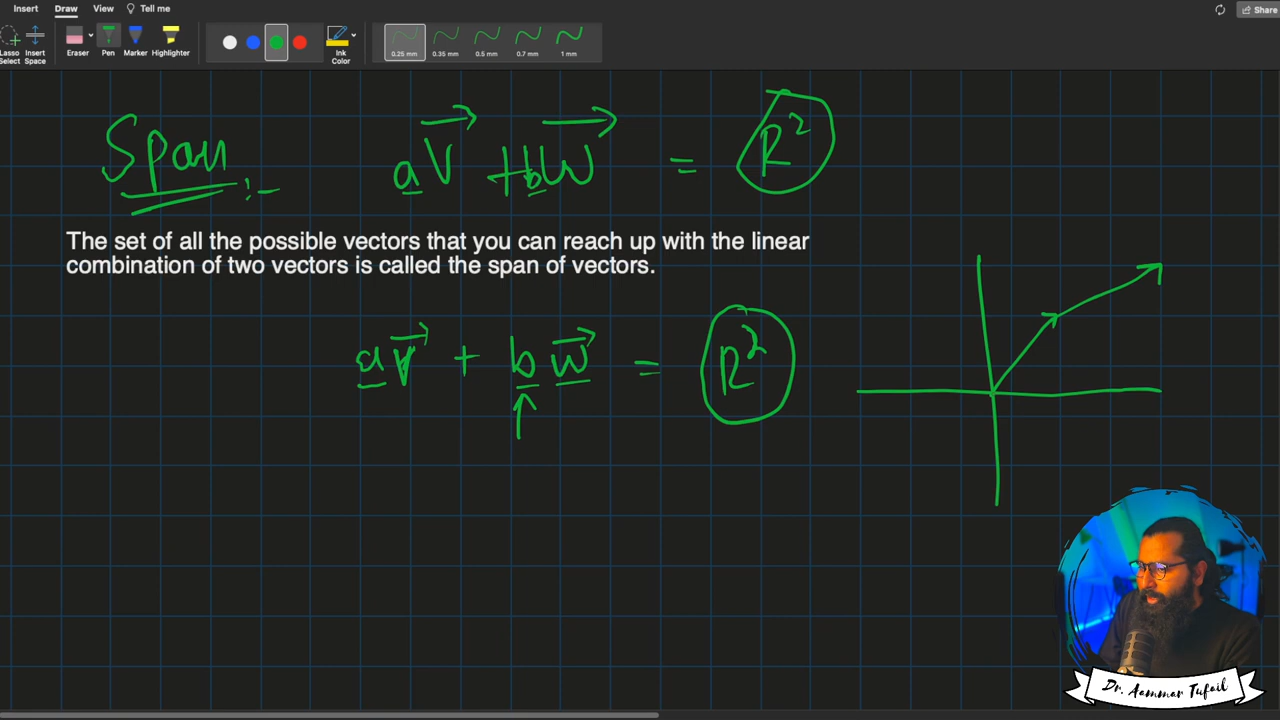 Insert Draw View Tell me
Share
Lasso Select
Insert Space
Eraser
Pen
Marker
Highlighter
Ink Color
0.25 mm 0.35 mm 0.5 mm 0.7 mm 1 mm
Span :- aV + bW = R²
The set of all the possible vectors that you can reach up with the linear
combination of two vectors is called the span of vectors.
av + bw = R²
Dr. Aammar Tufail